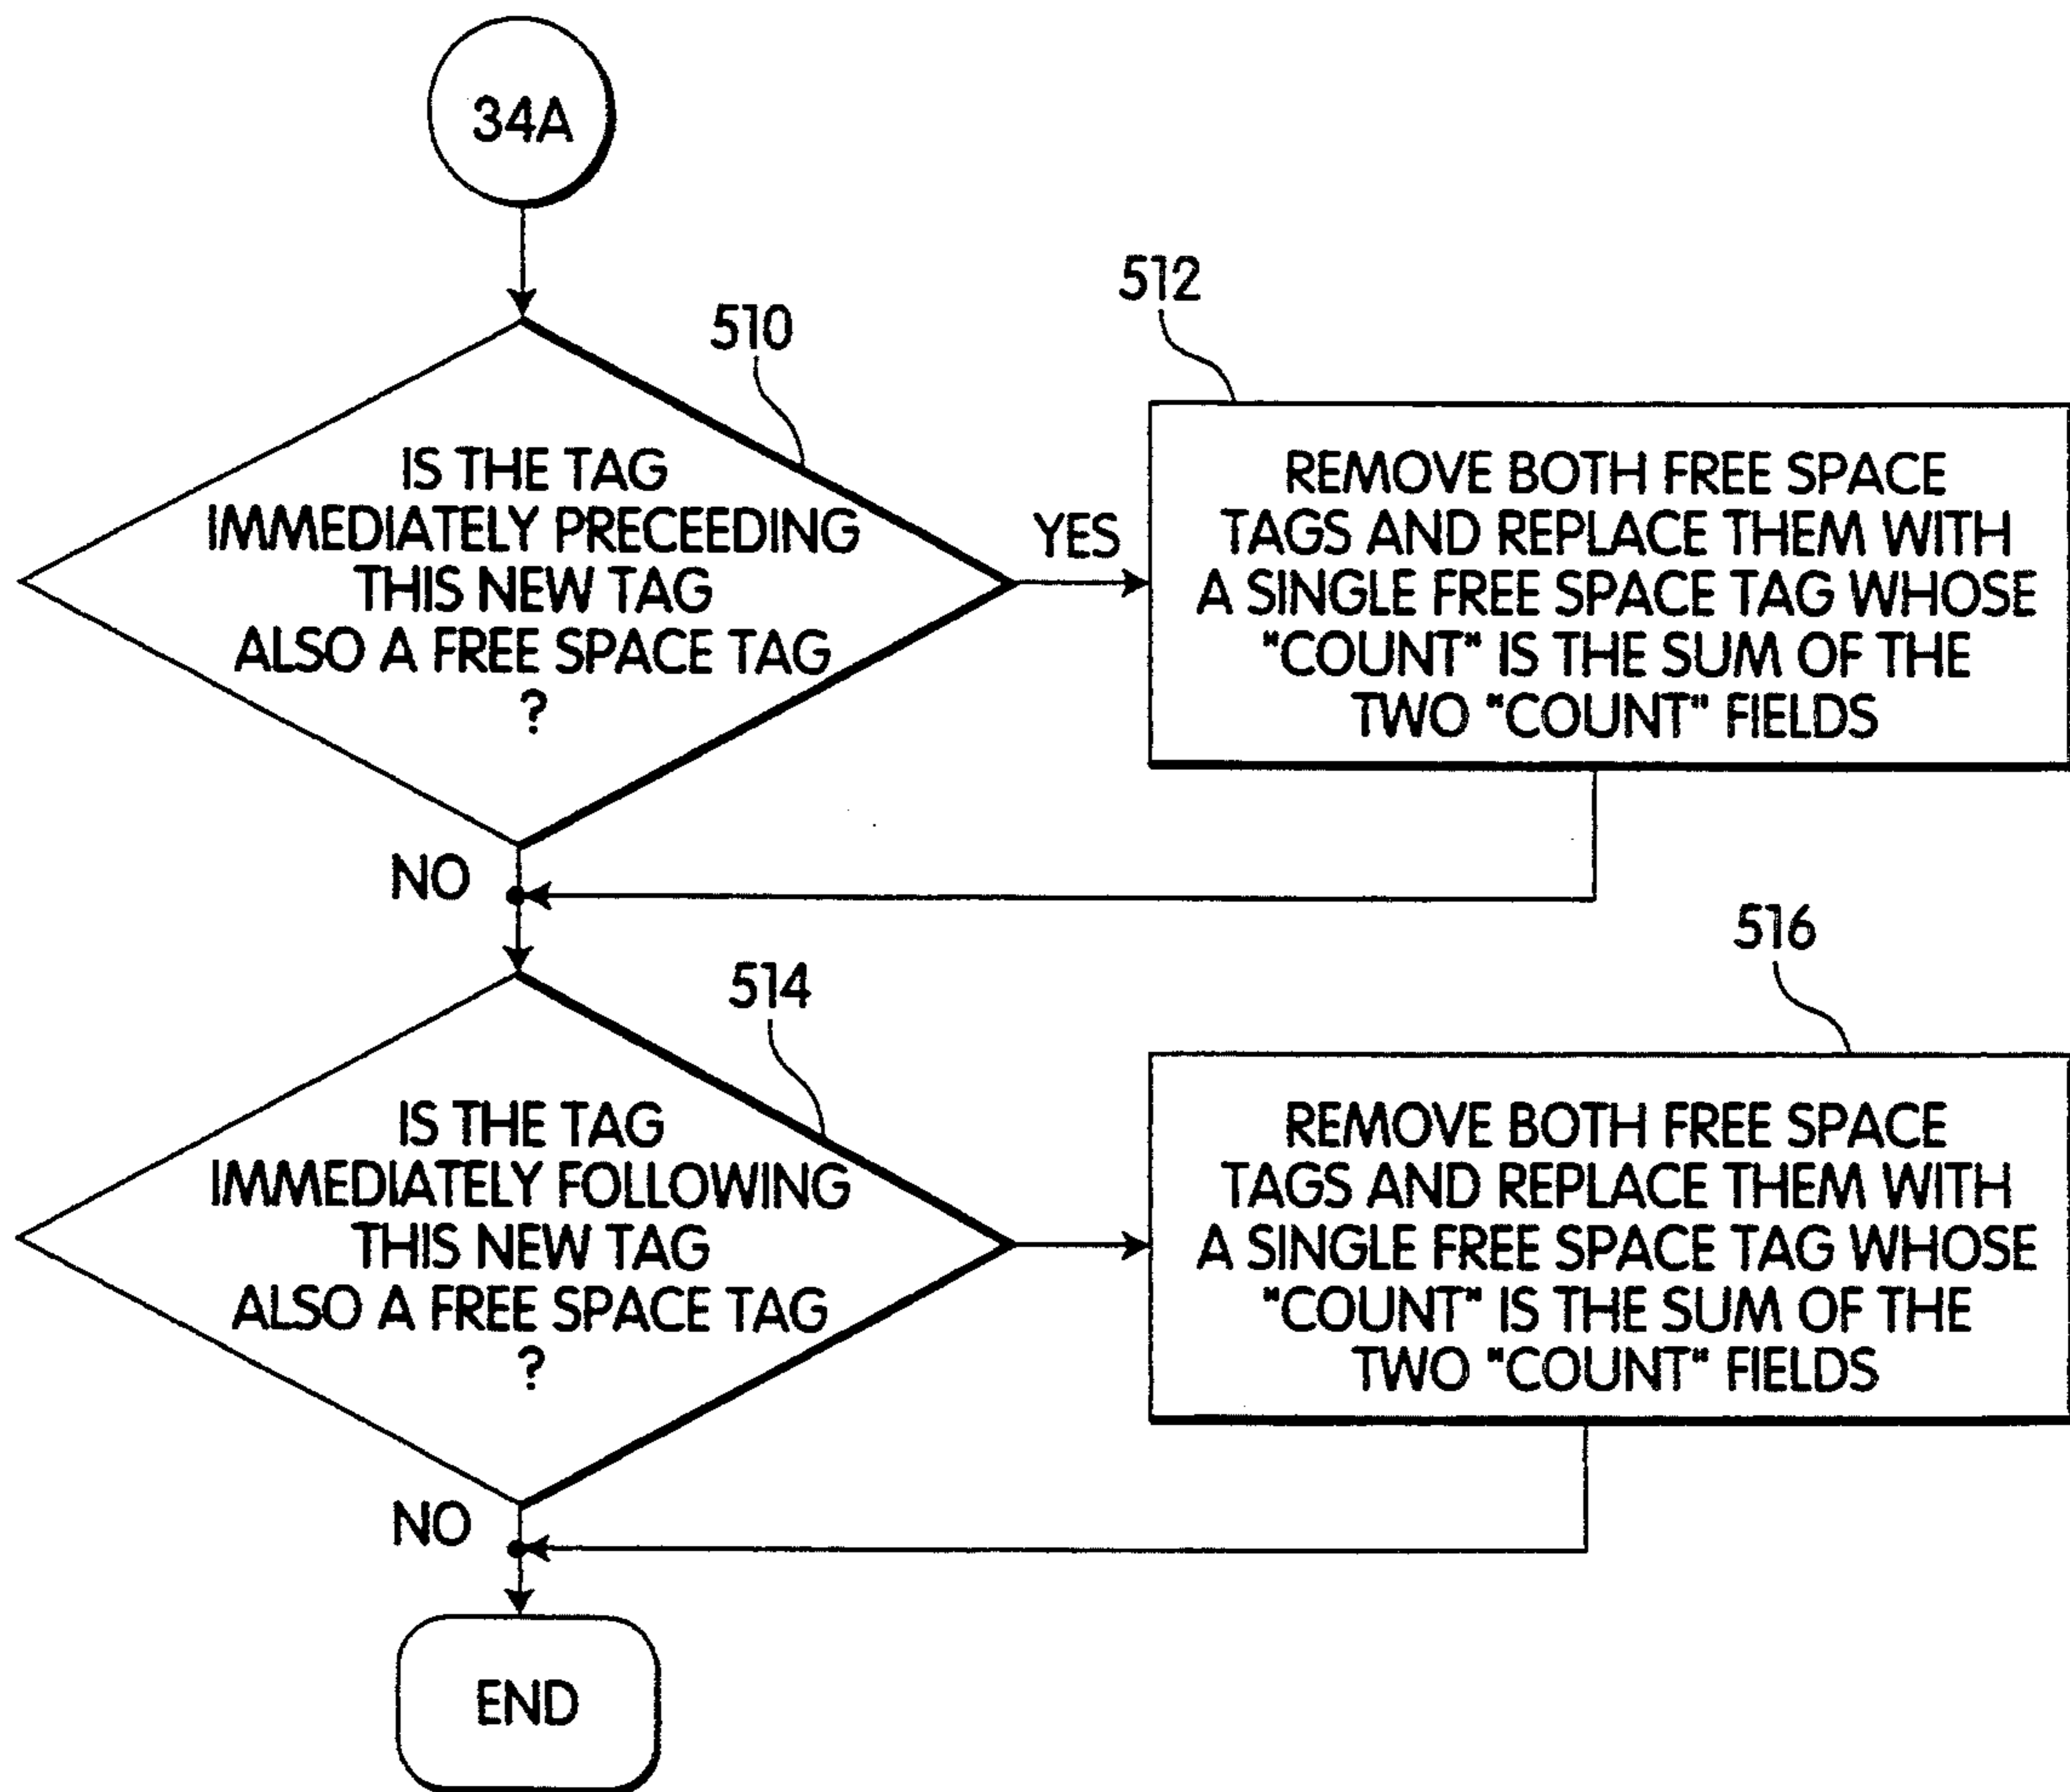 34A
510
IS THE TAG
IMMEDIATELY PRECEEDING
THIS NEW TAG
ALSO A FREE SPACE TAG
?
YES
512
REMOVE BOTH FREE SPACE
TAGS AND REPLACE THEM WITH
A SINGLE FREE SPACE TAG WHOSE
"COUNT" IS THE SUM OF THE
TWO "COUNT" FIELDS
NO
514
IS THE TAG
IMMEDIATELY FOLLOWING
THIS NEW TAG
ALSO A FREE SPACE TAG
?
516
REMOVE BOTH FREE SPACE
TAGS AND REPLACE THEM WITH
A SINGLE FREE SPACE TAG WHOSE
"COUNT" IS THE SUM OF THE
TWO "COUNT" FIELDS
NO
END